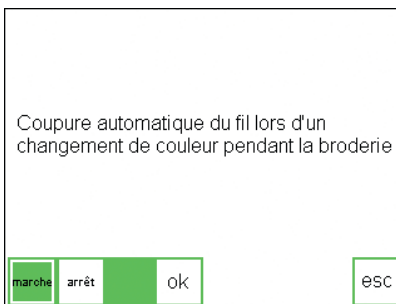 Coupure automatique du fil lors d'un
changement de couleur pendant la broderie
marche arrêt ok esc